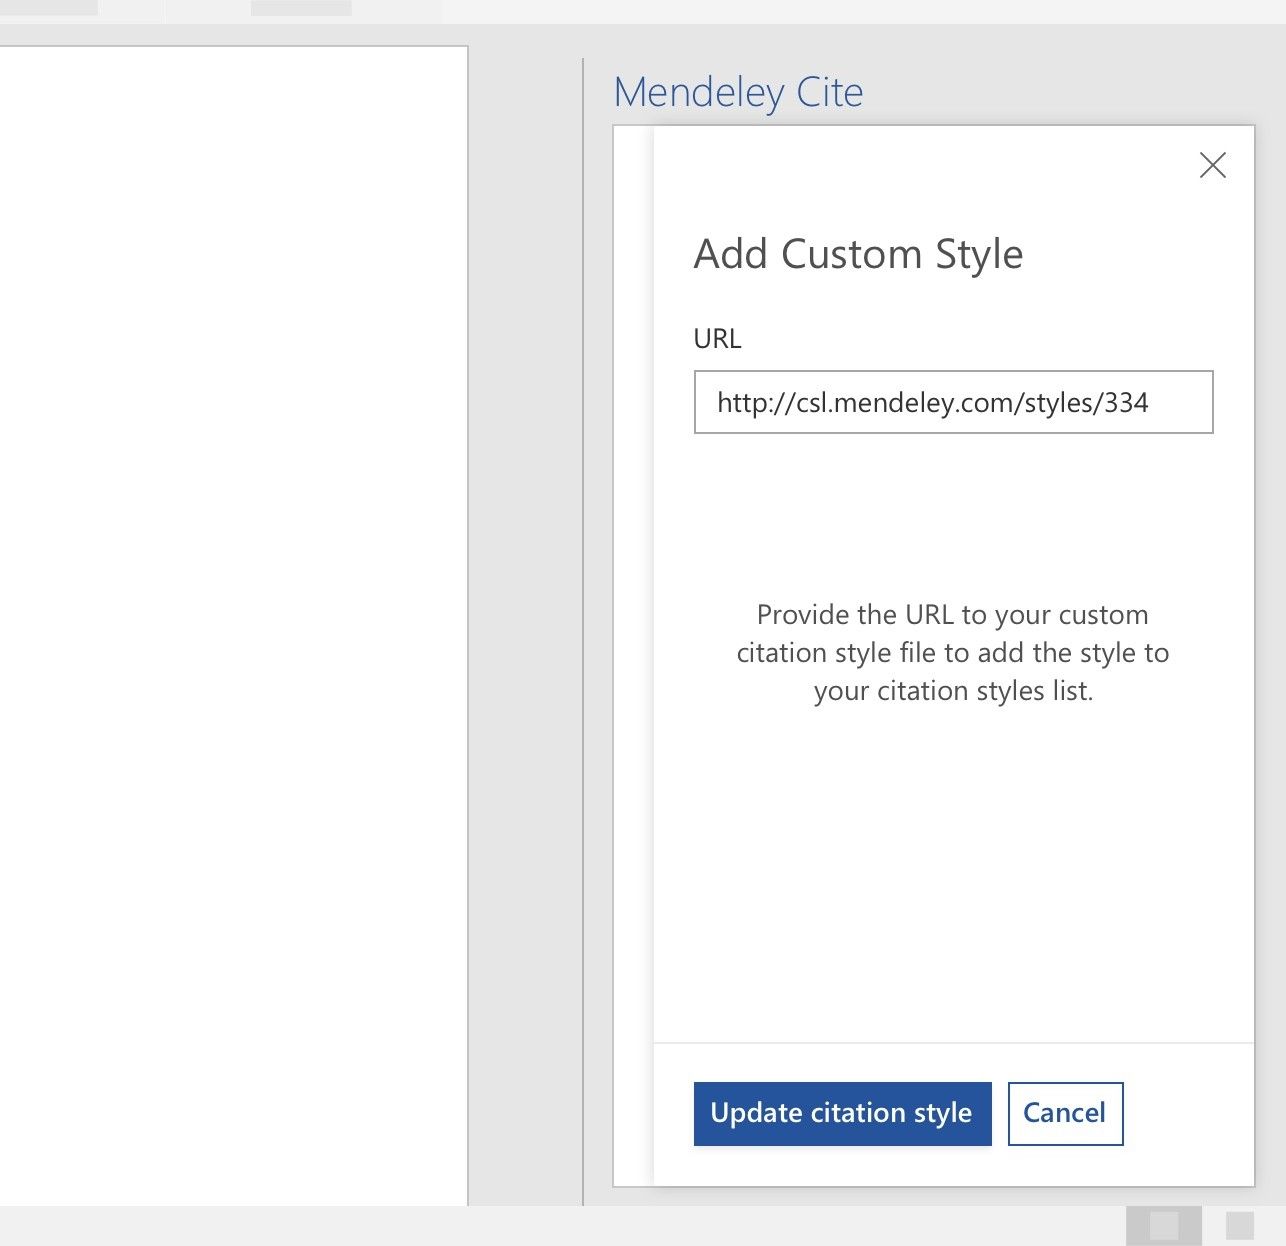 Mendeley Cite
Add Custom Style
URL
http://csl.mendeley.com/styles/334
Provide the URL to your custom
citation style file to add the style to
your citation styles list.
Update citation style
Cancel